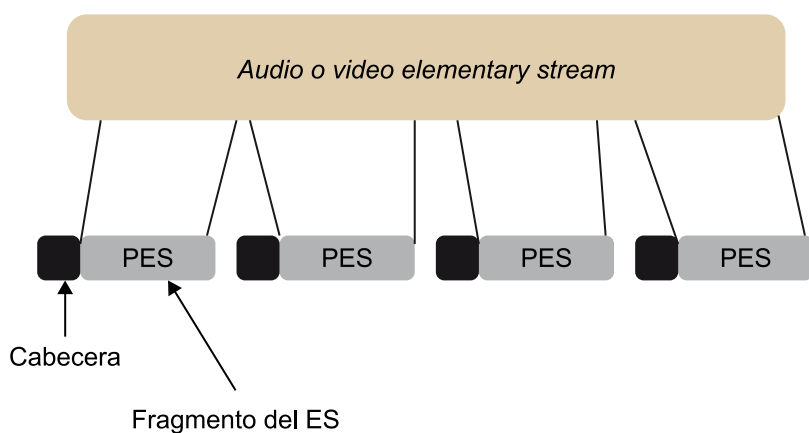 Audio o video elementary stream
PES PES PES PES
Cabecera
Fragmento del ES